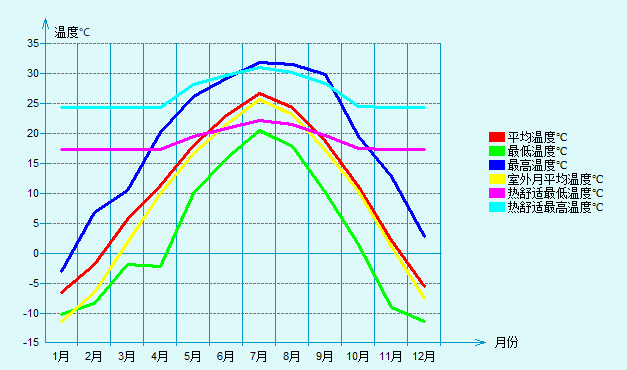 温度℃
35
30
25
20
15
10
5
0
-5
-10
-15
1月 2月 3月 4月 5月 6月 7月 8月 9月 10月 11月 12月
月份
平均温度℃
最低温度℃
最高温度℃
室外月平均温度℃
热舒适最低温度℃
热舒适最高温度℃